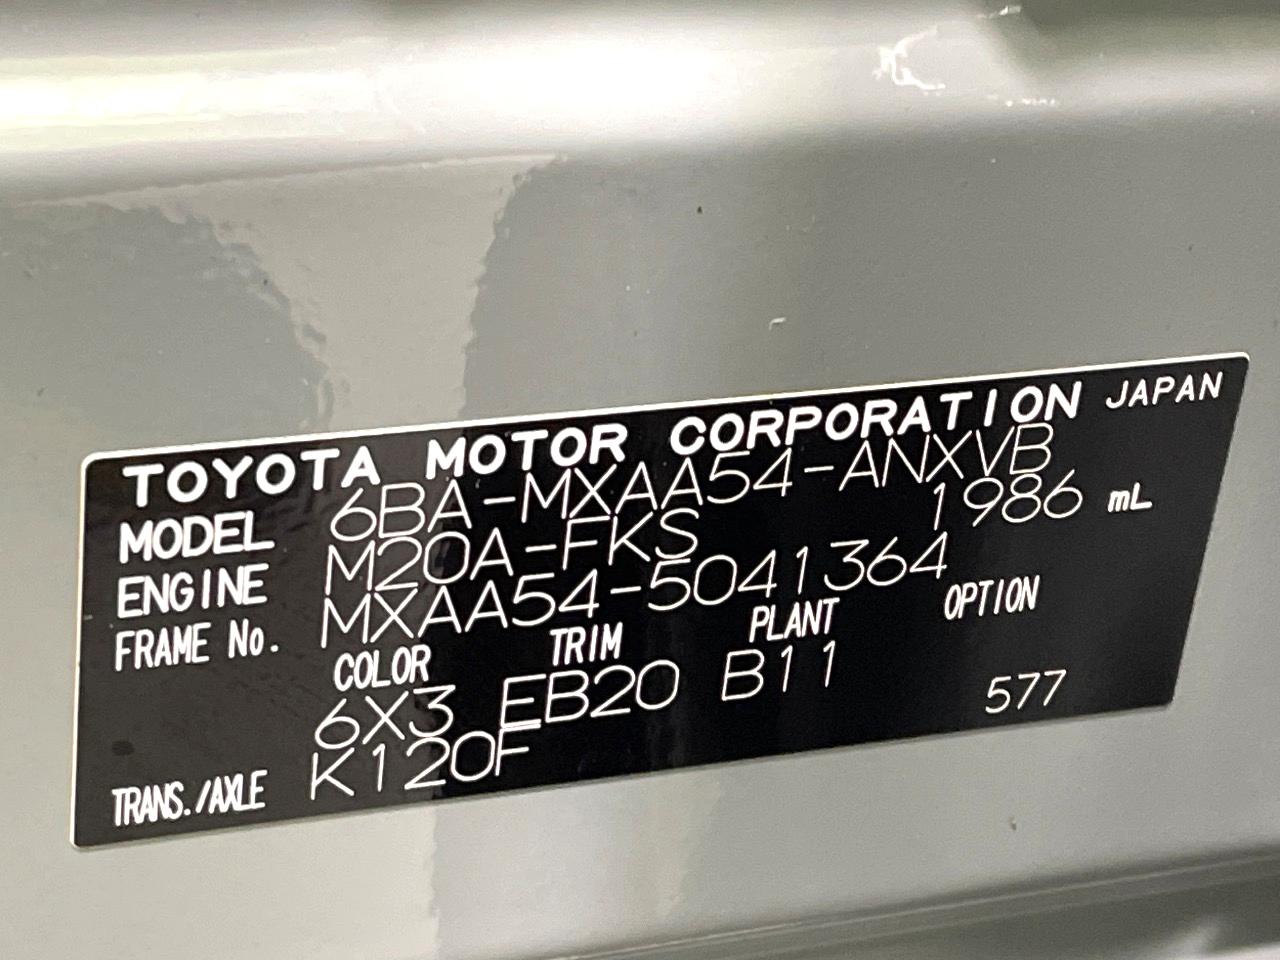 TOYOTA MOTOR CORPORATION JAPAN
MODEL 6BA-MXAA54-ANXVB
ENGINE M20A-FKS 1986 mL
FRAME No. MXAA54-5041364
COLOR TRIM PLANT OPTION
6X3 EB20 B11
TRANS./AXLE K120F 577